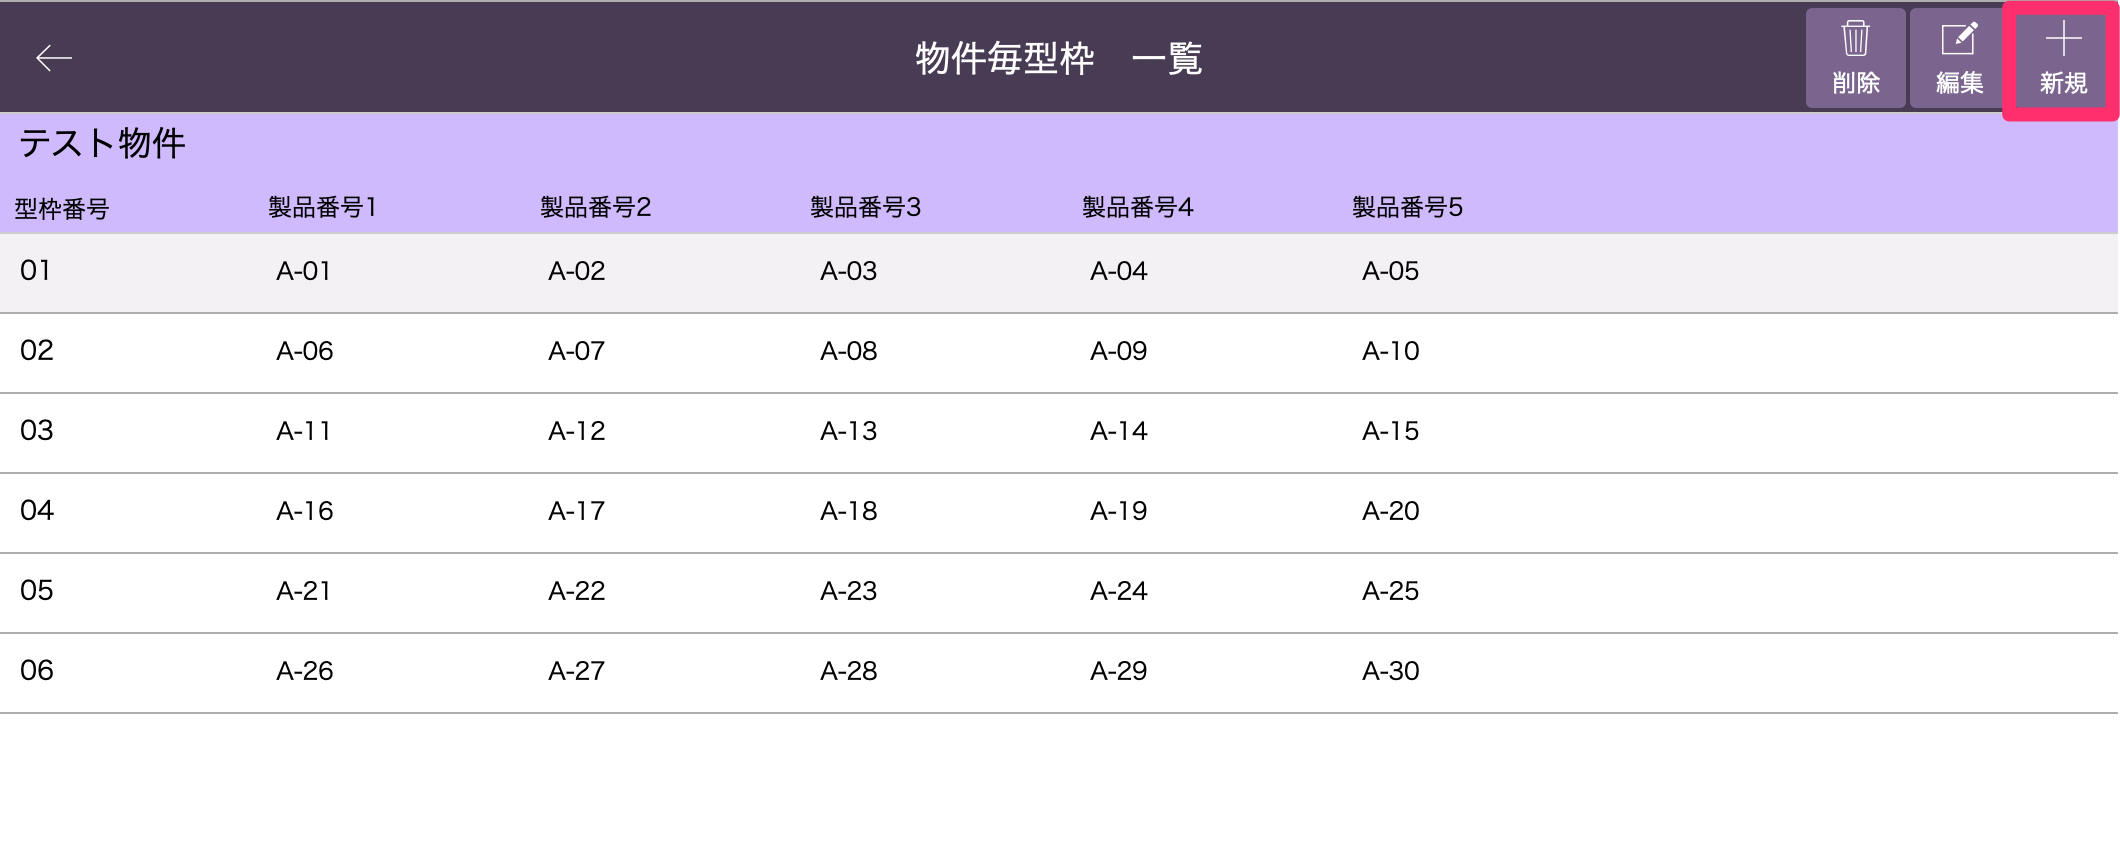 物件毎型枠　一覧
削除 編集 新規
テスト物件
型枠番号 製品番号1 製品番号2 製品番号3 製品番号4 製品番号5
01 A-01 A-02 A-03 A-04 A-05
02 A-06 A-07 A-08 A-09 A-10
03 A-11 A-12 A-13 A-14 A-15
04 A-16 A-17 A-18 A-19 A-20
05 A-21 A-22 A-23 A-24 A-25
06 A-26 A-27 A-28 A-29 A-30